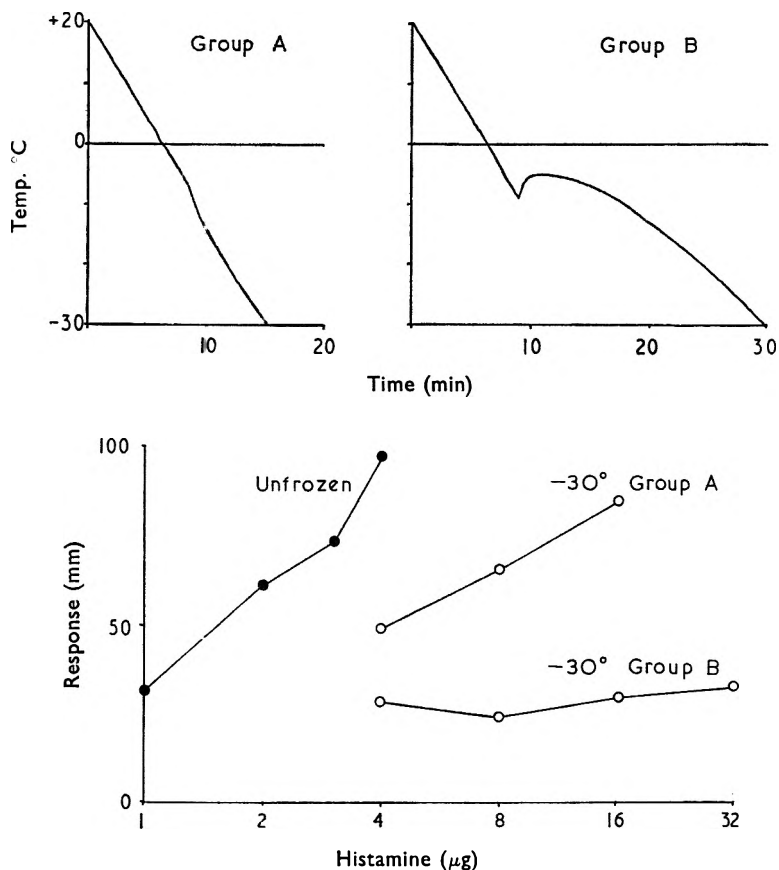 +20
Group A
Group B
0
-30
Temp. °C
10
20
10
20
30
Time (min)
100
Unfrozen
-30° Group A
50
-30° Group B
0
Response (mm)
1
2
4
8
16
32
Histamine (μg)